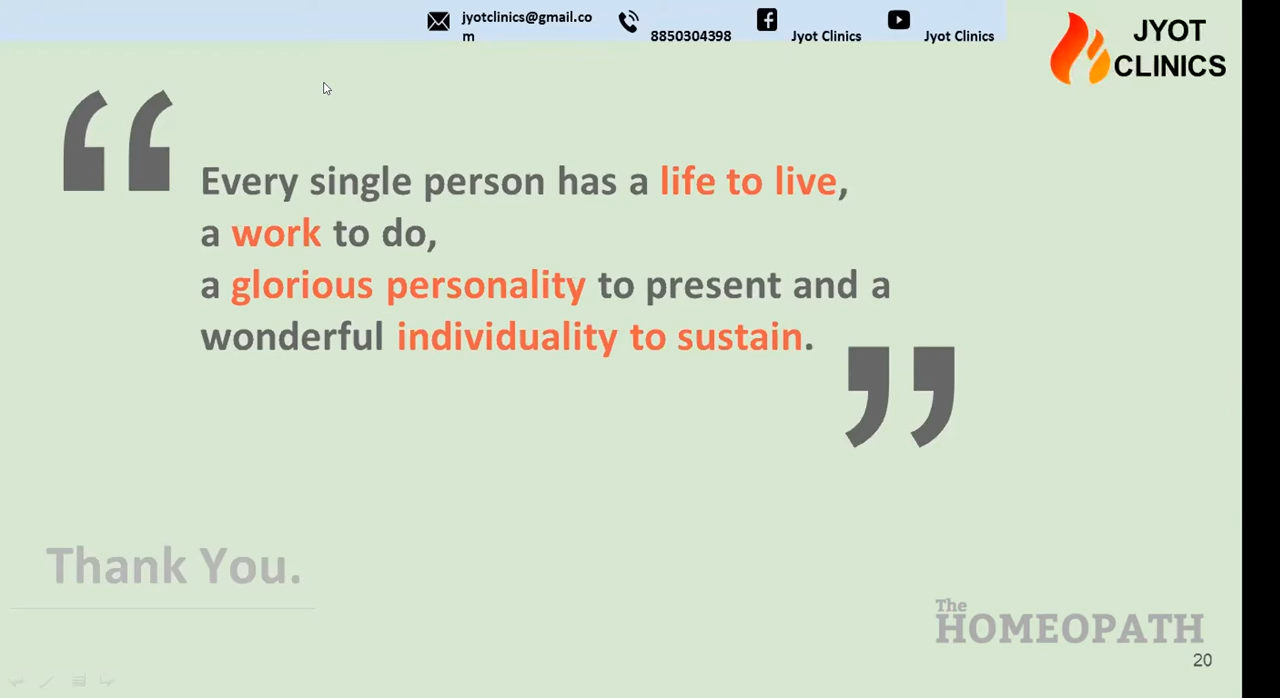 jyotclinics@gmail.co
m
8850304398
Jyot Clinics
Jyot Clinics
JYOT
CLINICS
“
Every single person has a life to live,
a work to do,
a glorious personality to present and a
wonderful individuality to sustain.
”
Thank You.
The
HOMEOPATH
20